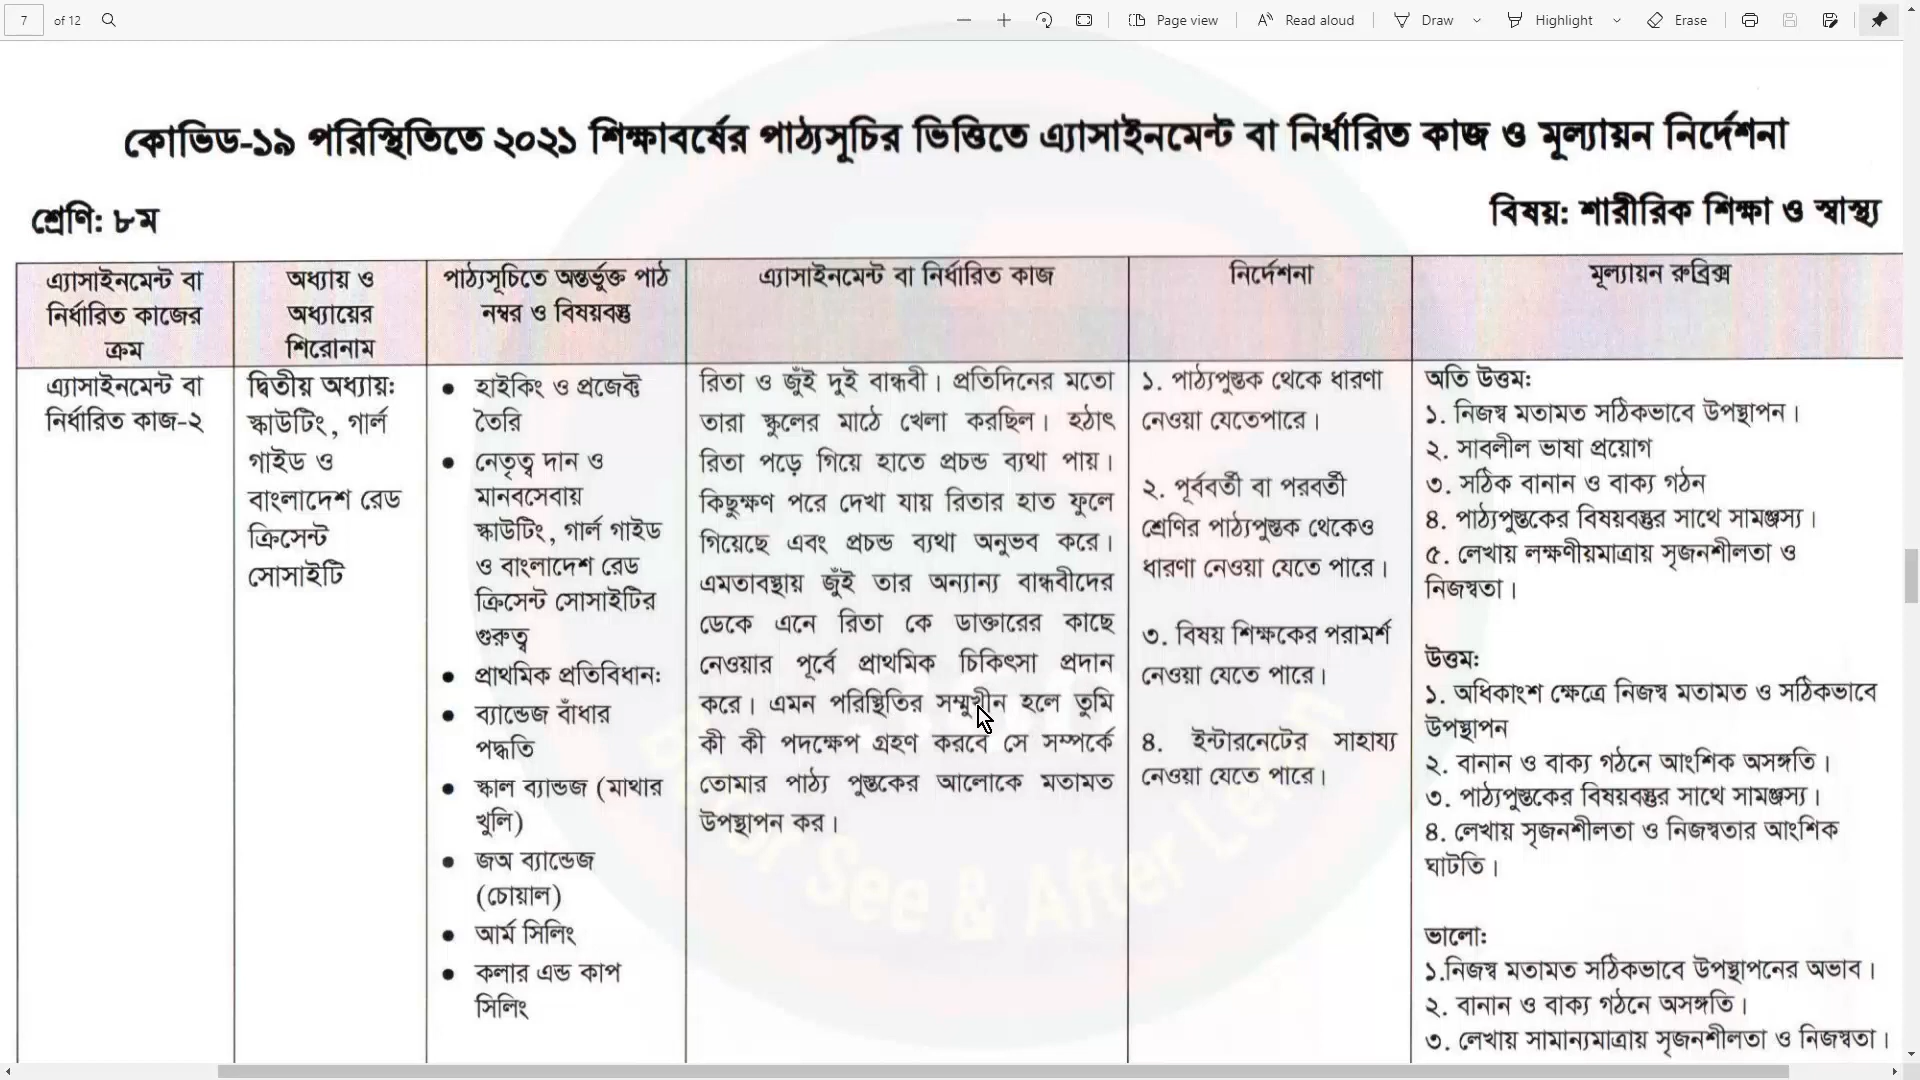 7 of 12
Page view
Read aloud
Draw
Highlight
Erase
কোভিড-১৯ পরিস্থিতিতে ২০২১ শিক্ষাবর্ষের পাঠ্যসূচির ভিত্তিতে এ্যাসাইনমেন্ট বা নির্ধারিত কাজ ও মূল্যায়ন নির্দেশনা
শ্রেণি: ৮ম
বিষয়: শারীরিক শিক্ষা ও স্বাস্থ্য
এ্যাসাইনমেন্ট বা
নির্ধারিত কাজের
ক্রম
অধ্যায় ও
অধ্যায়ের
শিরোনাম
পাঠ্যসূচিতে অন্তর্ভুক্ত পাঠ
নম্বর ও বিষয়বস্তু
এ্যাসাইনমেন্ট বা নির্ধারিত কাজ
নির্দেশনা
মূল্যায়ন রুব্রিক্স
এ্যাসাইনমেন্ট বা
নির্ধারিত কাজ-২
দ্বিতীয় অধ্যায়:
স্কাউটিং, গার্ল
গাইড ও
বাংলাদেশ রেড
ক্রিসেন্ট
সোসাইটি
● হাইকিং ও প্রজেক্ট
তৈরি
● নেতৃত্ব দান ও
মানবসেবায়
স্কাউটিং, গার্ল গাইড
ও বাংলাদেশ রেড
ক্রিসেন্ট সোসাইটির
গুরুত্ব
● প্রাথমিক প্রতিবিধান:
● ব্যান্ডেজ বাঁধার
পদ্ধতি
● স্কাল ব্যান্ডজ (মাথার
খুলি)
● জঅ ব্যান্ডেজ
(চোয়াল)
● আর্ম সিলিং
● কলার এন্ড কাপ
সিলিং
রিতা ও জুঁই দুই বান্ধবী। প্রতিদিনের মতো
তারা স্কুলের মাঠে খেলা করছিল। হঠাৎ
রিতা পড়ে গিয়ে হাতে প্রচন্ড ব্যথা পায়।
কিছুক্ষণ পরে দেখা যায় রিতার হাত ফুলে
গিয়েছে এবং প্রচন্ড ব্যথা অনুভব করে।
এমতাবস্থায় জুঁই তার অন্যান্য বান্ধবীদের
ডেকে এনে রিতা কে ডাক্তারের কাছে
নেওয়ার পূর্বে প্রাথমিক চিকিৎসা প্রদান
করে। এমন পরিস্থিতির সম্মুখীন হলে তুমি
কী কী পদক্ষেপ গ্রহণ করবে সে সম্পর্কে
তোমার পাঠ্য পুস্তকের আলোকে মতামত
উপস্থাপন কর।
১. পাঠ্যপুস্তক থেকে ধারণা
নেওয়া যেতেপারে।
২. পূর্ববর্তী বা পরবর্তী
শ্রেণির পাঠ্যপুস্তক থেকেও
ধারণা নেওয়া যেতে পারে।
৩. বিষয় শিক্ষকের পরামর্শ
নেওয়া যেতে পারে।
৪. ইন্টারনেটের সাহায্য
নেওয়া যেতে পারে।
অতি উত্তম:
১. নিজস্ব মতামত সঠিকভাবে উপস্থাপন।
২. সাবলীল ভাষা প্রয়োগ
৩. সঠিক বানান ও বাক্য গঠন
৪. পাঠ্যপুস্তকের বিষয়বস্তুর সাথে সামঞ্জস্য।
৫. লেখায় লক্ষণীয়মাত্রায় সৃজনশীলতা ও
নিজস্বতা।
উত্তম:
১. অধিকাংশ ক্ষেত্রে নিজস্ব মতামত ও সঠিকভাবে
উপস্থাপন
২. বানান ও বাক্য গঠনে আংশিক অসঙ্গতি।
৩. পাঠ্যপুস্তকের বিষয়বস্তুর সাথে সামঞ্জস্য।
৪. লেখায় সৃজনশীলতা ও নিজস্বতার আংশিক
ঘাটতি।
ভালো:
১.নিজস্ব মতামত সঠিকভাবে উপস্থাপনের অভাব।
২. বানান ও বাক্য গঠনে অসঙ্গতি।
৩. লেখায় সামান্যমাত্রায় সৃজনশীলতা ও নিজস্বতা।
See & After